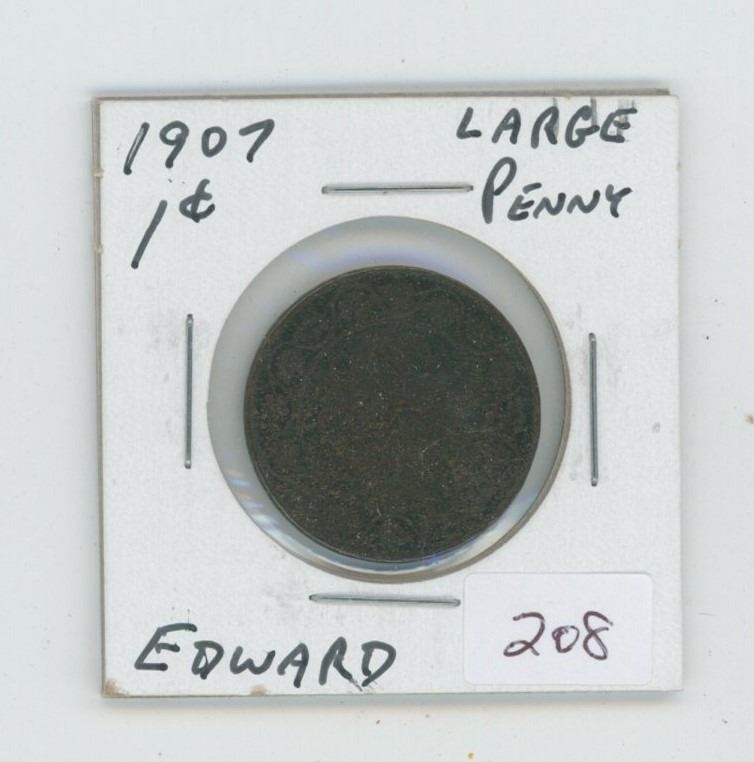 1907
1¢
LARGE
PENNY
EDWARD
208